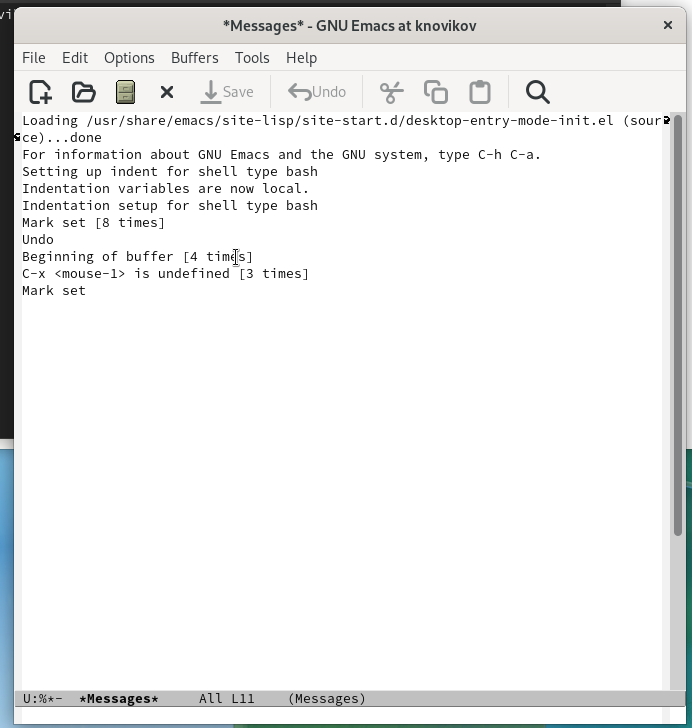 vi
*Messages* - GNU Emacs at knovikov
File Edit Options Buffers Tools Help
Save Undo
Loading /usr/share/emacs/site-lisp/site-start.d/desktop-entry-mode-init.el (sour
ce)...done
For information about GNU Emacs and the GNU system, type C-h C-a.
Setting up indent for shell type bash
Indentation variables are now local.
Indentation setup for shell type bash
Mark set [8 times]
Undo
Beginning of buffer [4 times]
C-x <mouse-1> is undefined [3 times]
Mark set
U:%*- *Messages* All L11 (Messages)